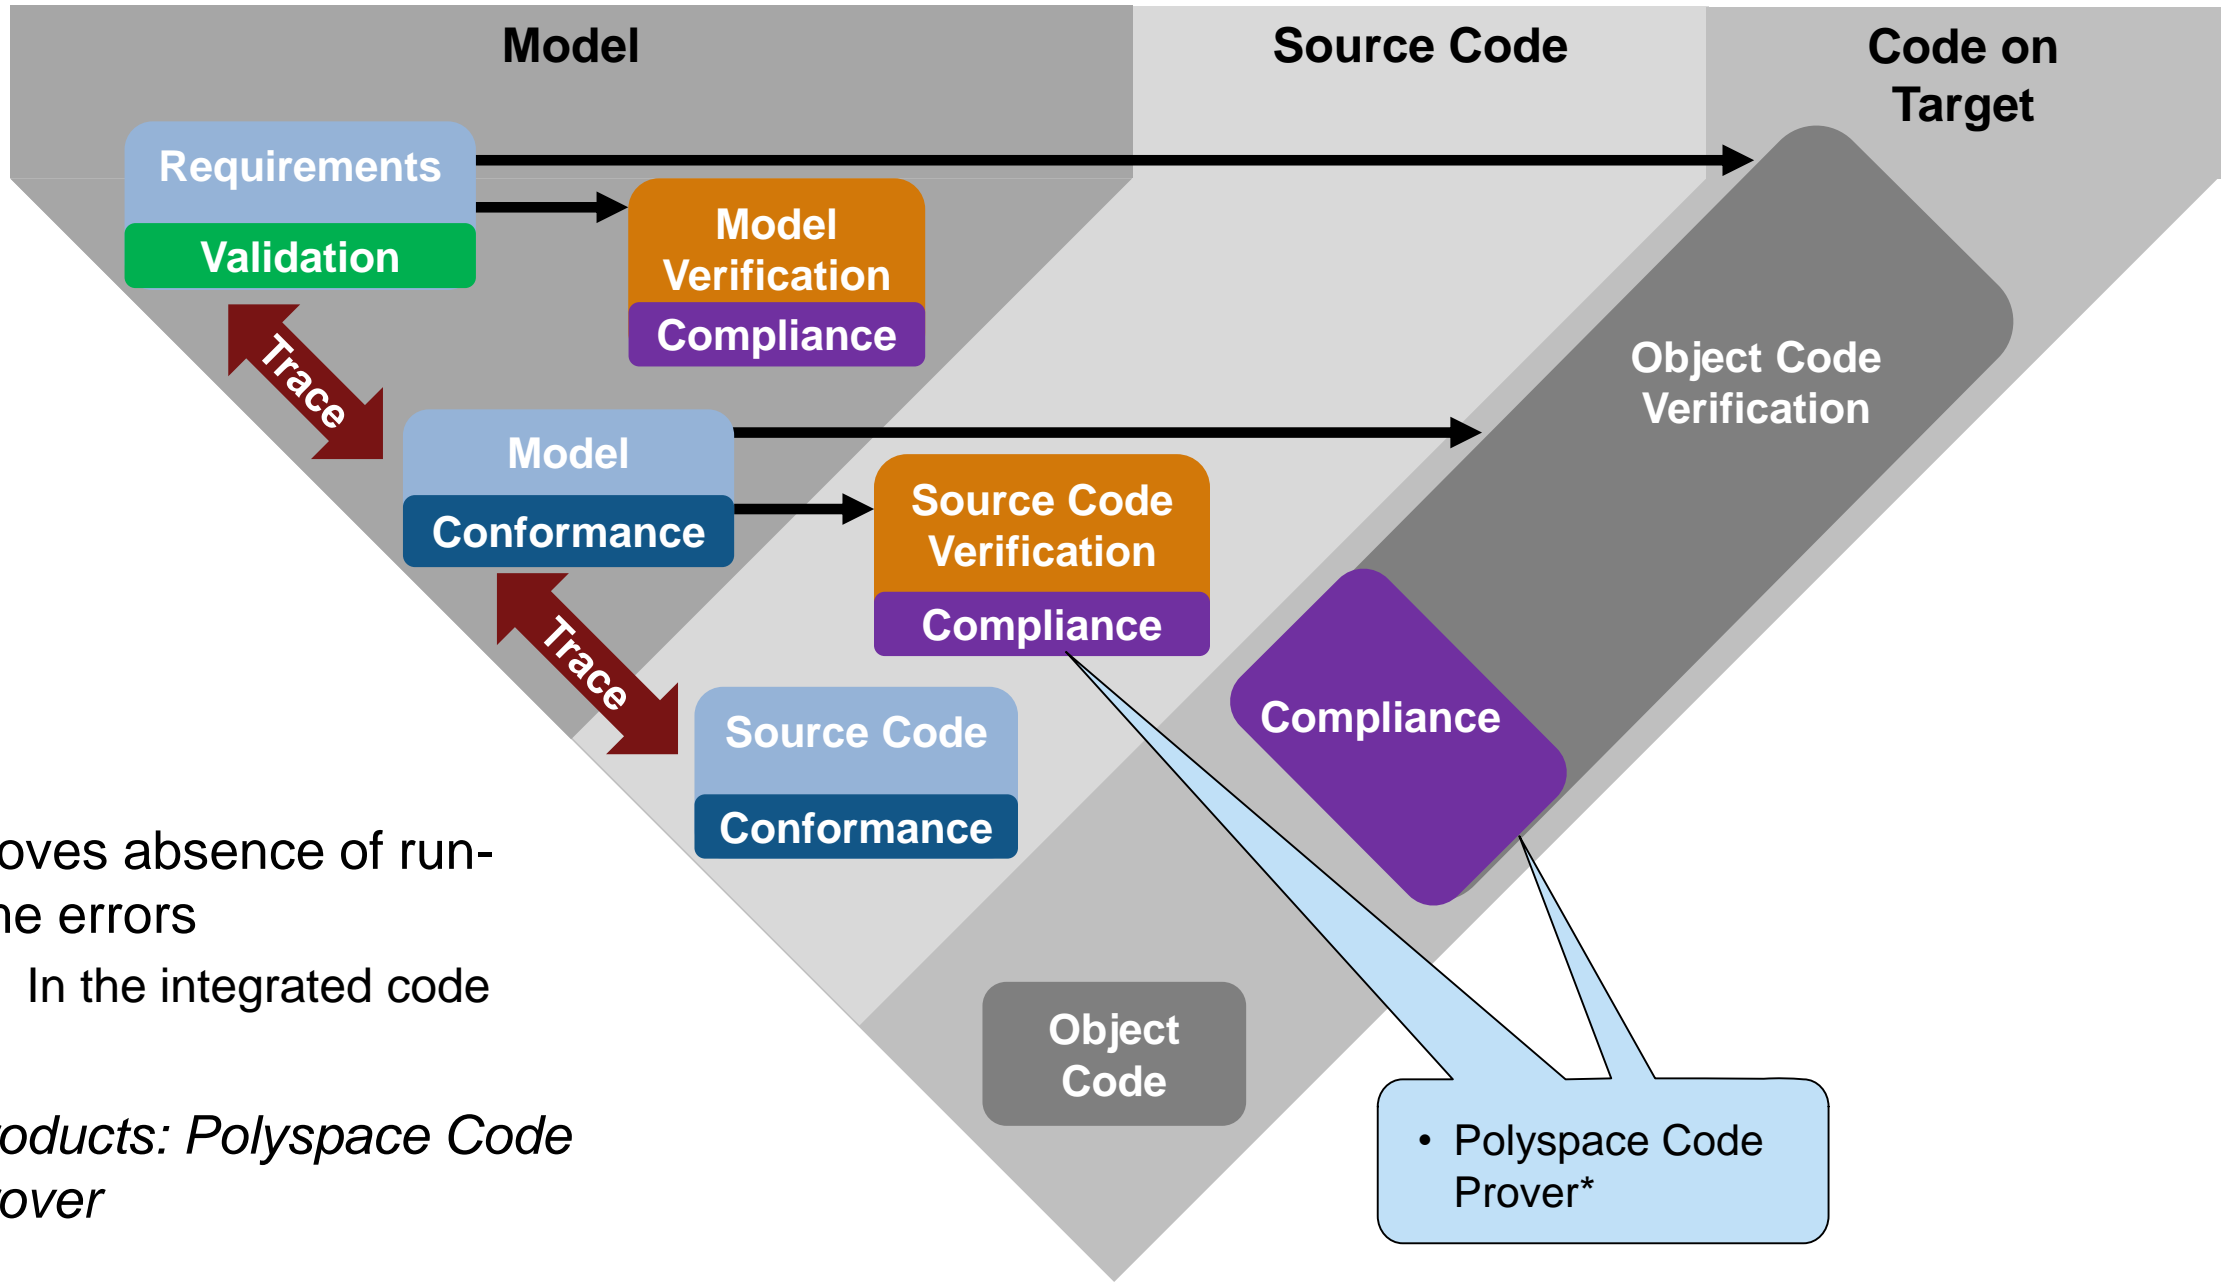 Model
Source Code
Code on
Target
Requirements
Validation
Model
Verification
Compliance
Trace
Model
Conformance
Source Code
Verification
Compliance
Object Code
Verification
Compliance
Trace
Source Code
Conformance
Object
Code
oves absence of run-
ne errors
In the integrated code
oducts: Polyspace Code
rover
• Polyspace Code
Prover*